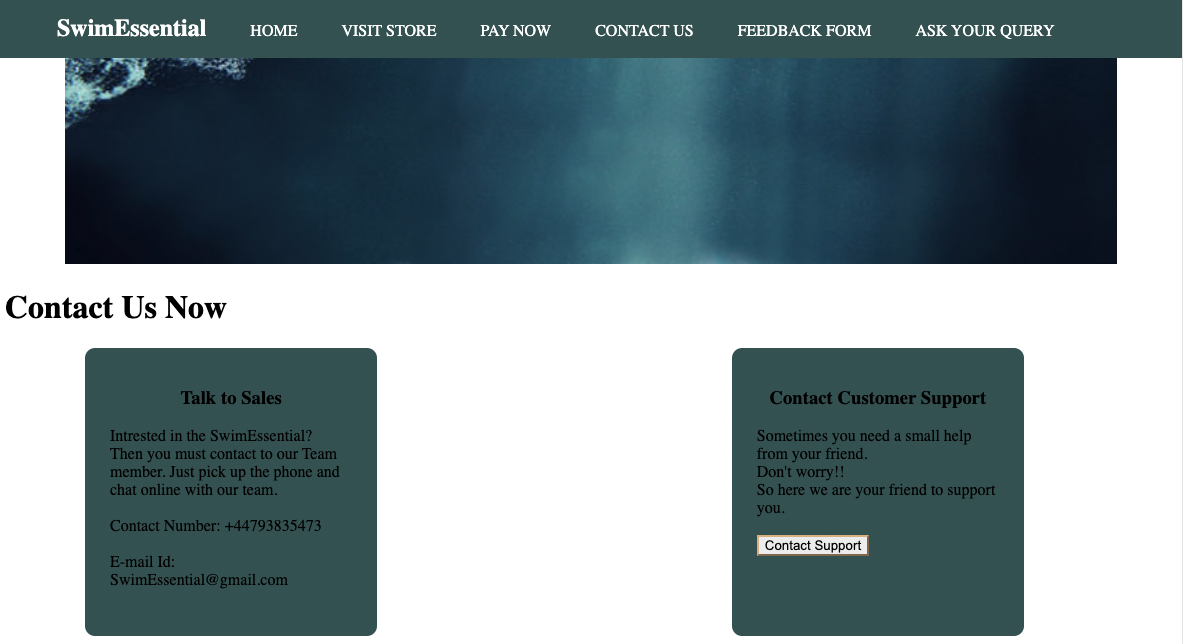 SwimEssential HOME VISIT STORE PAY NOW CONTACT US FEEDBACK FORM ASK YOUR QUERY
Contact Us Now
Talk to Sales
Intrested in the SwimEssential?
Then you must contact to our Team
member. Just pick up the phone and
chat online with our team.
Contact Number: +44793835473
E-mail Id:
SwimEssential@gmail.com
Contact Customer Support
Sometimes you need a small help
from your friend.
Don't worry!!
So here we are your friend to support
you.
Contact Support